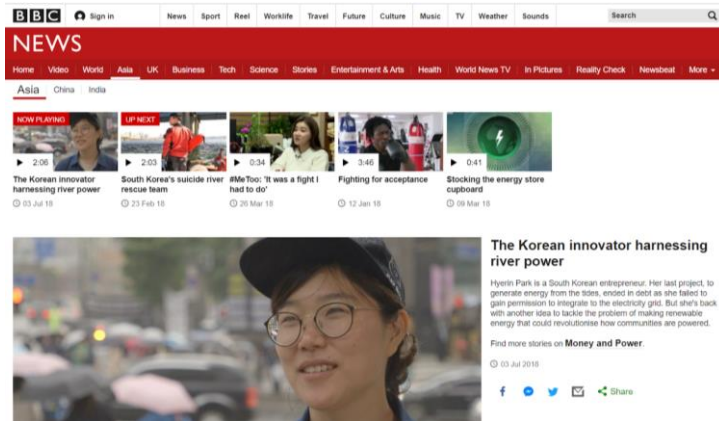 BBC Sign in News Sport Reel Worklife Travel Future Culture Music TV Weather Sounds Search
NEWS
Home Video World Asia UK Business Tech Science Stories Entertainment & Arts Health World News TV In Pictures Reality Check Newsbeat More
Asia China India
NOW PLAYING UP NEXT
2:06 2:03 0:34 3:46 0:41
The Korean innovator
harnessing river power
03 Jul 18
South Korea's suicide river
rescue team
23 Feb 18
#MeToo: 'It was a fight I
had to do'
26 Mar 18
Fighting for acceptance
12 Jan 18
Stocking the energy store
cupboard
09 Mar 18
The Korean innovator harnessing
river power
Hyerin Park is a South Korean entrepreneur. Her last project, to
generate energy from the tides, ended in debt as she failed to
gain permission to integrate to the electricity grid. But she's back
with another idea to tackle the problem of making renewable
energy that could revolutionise how communities are powered.
Find more stories on Money and Power.
03 Jul 2018
Share